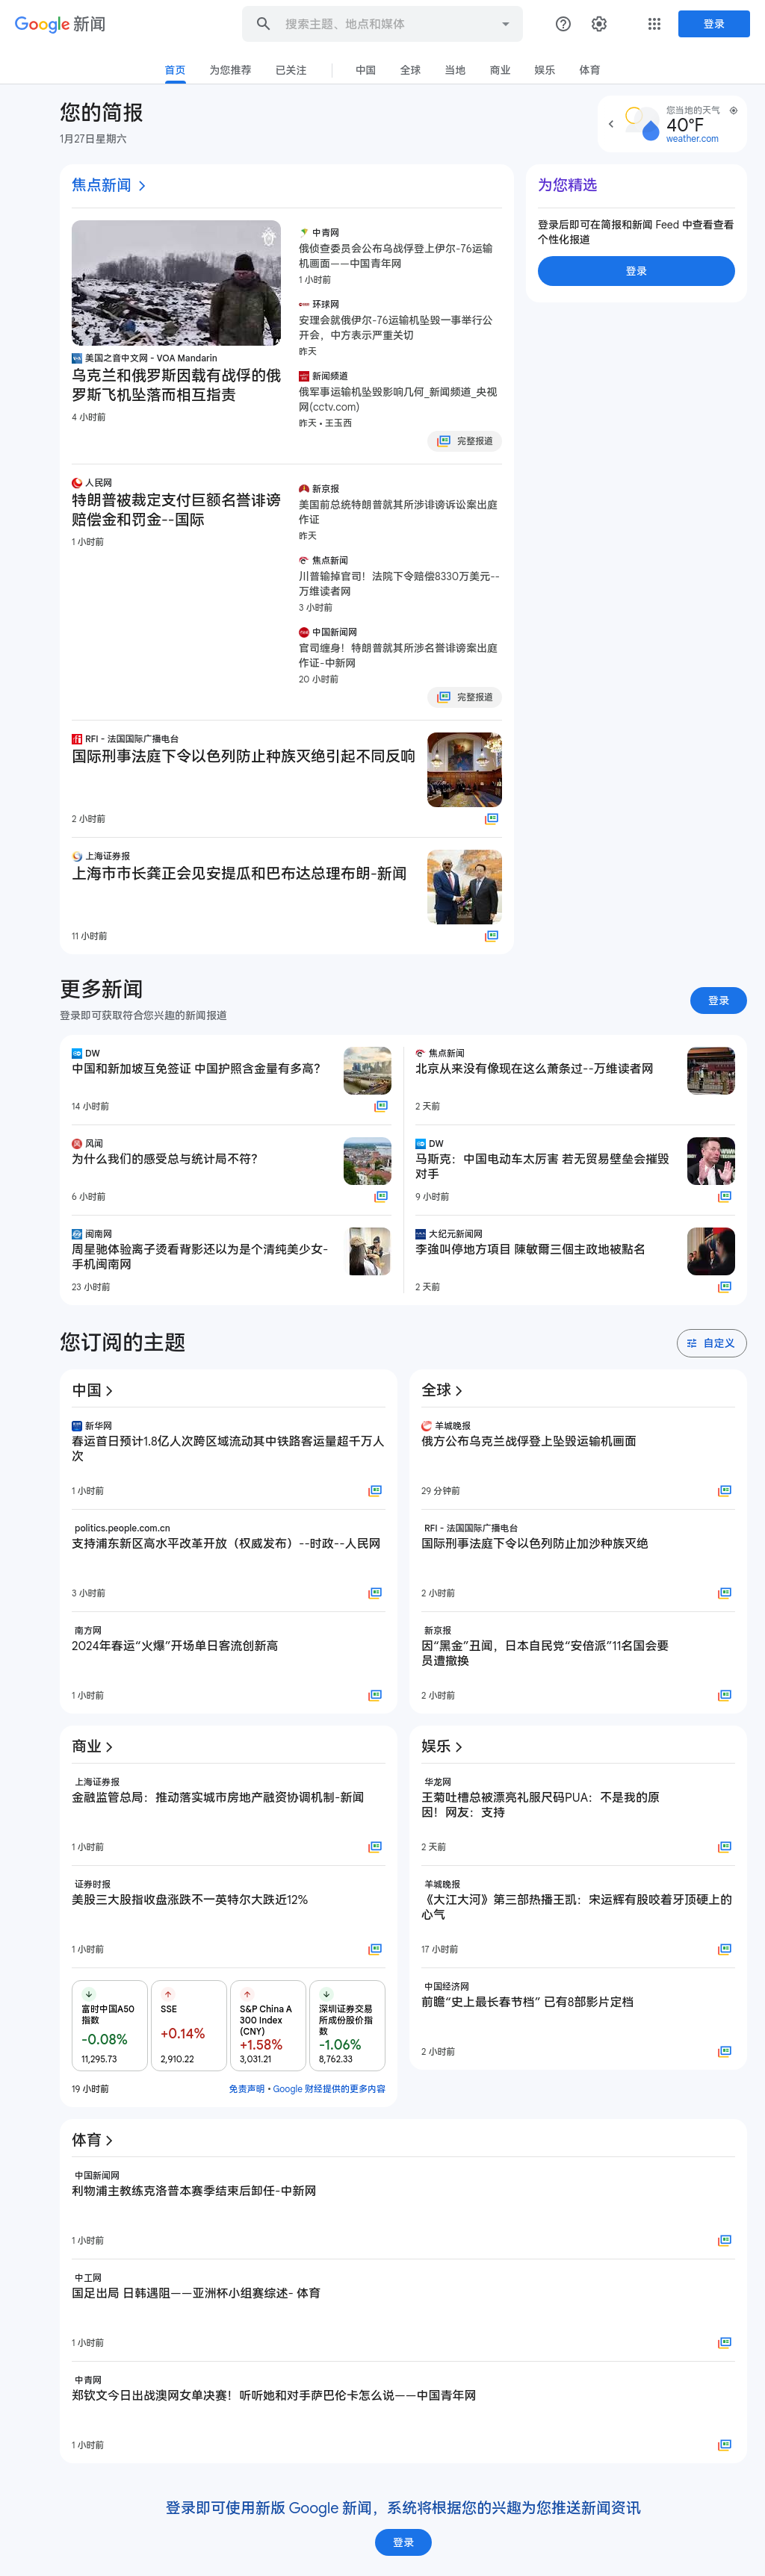 Google 新闻
搜索主题、地点和媒体
登录
首页
为您推荐
已关注
中国
全球
当地
商业
娱乐
体育
您的简报
1月27日星期六
您当地的天气
40°F
weather.com
焦点新闻
美国之音中文网 - VOA Mandarin
乌克兰和俄罗斯因载有战俘的俄
罗斯飞机坠落而相互指责
4 小时前
中青网
俄侦查委员会公布乌战俘登上伊尔-76运输
机画面——中国青年网
1 小时前
环球网
安理会就俄伊尔-76运输机坠毁一事举行公
开会，中方表示严重关切
昨天
新闻频道
俄军事运输机坠毁影响几何_新闻频道_央视
网(cctv.com)
昨天 • 王玉西
完整报道
人民网
特朗普被裁定支付巨额名誉诽谤
赔偿金和罚金--国际
1 小时前
新京报
美国前总统特朗普就其所涉诽谤诉讼案出庭
作证
昨天
焦点新闻
川普输掉官司！法院下令赔偿8330万美元--
万维读者网
3 小时前
中国新闻网
官司缠身！特朗普就其所涉名誉诽谤案出庭
作证-中新网
20 小时前
完整报道
RFI - 法国国际广播电台
国际刑事法庭下令以色列防止种族灭绝引起不同反响
2 小时前
上海证券报
上海市市长龚正会见安提瓜和巴布达总理布朗-新闻
11 小时前
为您精选
登录后即可在简报和新闻 Feed 中查看查看
个性化报道
登录
更多新闻
登录即可获取符合您兴趣的新闻报道
登录
DW
中国和新加坡互免签证 中国护照含金量有多高？
14 小时前
焦点新闻
北京从来没有像现在这么萧条过--万维读者网
2 天前
风闻
为什么我们的感受总与统计局不符？
6 小时前
DW
马斯克：中国电动车太厉害 若无贸易壁垒会摧毁
对手
9 小时前
闽南网
周星驰体验离子烫看背影还以为是个清纯美少女-
手机闽南网
23 小时前
大纪元新闻网
李強叫停地方項目 陳敏爾三個主政地被點名
2 天前
您订阅的主题
自定义
中国
新华网
春运首日预计1.8亿人次跨区域流动其中铁路客运量超千万人
次
1 小时前
politics.people.com.cn
支持浦东新区高水平改革开放（权威发布）--时政--人民网
3 小时前
南方网
2024年春运“火爆”开场单日客流创新高
1 小时前
全球
羊城晚报
俄方公布乌克兰战俘登上坠毁运输机画面
29 分钟前
RFI - 法国国际广播电台
国际刑事法庭下令以色列防止加沙种族灭绝
2 小时前
新京报
因“黑金”丑闻，日本自民党“安倍派”11名国会要
员遭撤换
2 小时前
商业
上海证券报
金融监管总局：推动落实城市房地产融资协调机制-新闻
1 小时前
证券时报
美股三大股指收盘涨跌不一英特尔大跌近12%
1 小时前
富时中国A50
指数
-0.08%
11,295.73
SSE
+0.14%
2,910.22
S&P China A
300 Index
(CNY)
+1.58%
3,031.21
深圳证券交易
所成份股价指
数
-1.06%
8,762.33
19 小时前
免责声明 • Google 财经提供的更多内容
娱乐
华龙网
王菊吐槽总被漂亮礼服尺码PUA：不是我的原
因！网友：支持
2 天前
羊城晚报
《大江大河》第三部热播王凯：宋运辉有股咬着牙顶硬上的
心气
17 小时前
中国经济网
前瞻“史上最长春节档” 已有8部影片定档
2 小时前
体育
中国新闻网
利物浦主教练克洛普本赛季结束后卸任-中新网
1 小时前
中工网
国足出局 日韩遇阻——亚洲杯小组赛综述- 体育
1 小时前
中青网
郑钦文今日出战澳网女单决赛！听听她和对手萨巴伦卡怎么说——中国青年网
1 小时前
登录即可使用新版 Google 新闻，系统将根据您的兴趣为您推送新闻资讯
登录